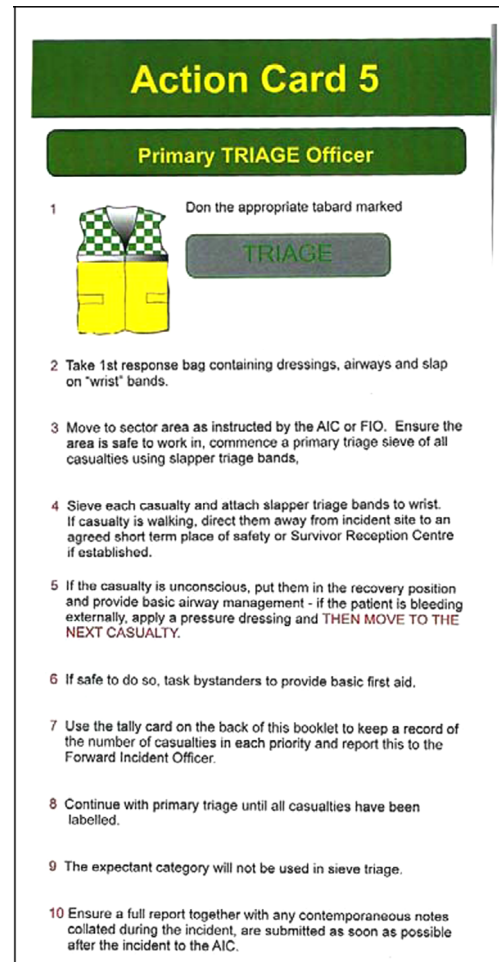 Action Card 5
Primary TRIAGE Officer
1 Don the appropriate tabard marked
TRIAGE
2 Take 1st response bag containing dressings, airways and slap
on "wrist" bands.
3 Move to sector area as instructed by the AIC or FIO. Ensure the
area is safe to work in, commence a primary triage sieve of all
casualties using slapper triage bands,
4 Sieve each casualty and attach slapper triage bands to wrist.
If casualty is walking, direct them away from incident site to an
agreed short term place of safety or Survivor Reception Centre
if established.
5 If the casualty is unconscious, put them in the recovery position
and provide basic airway management - if the patient is bleeding
externally, apply a pressure dressing and THEN MOVE TO THE
NEXT CASUALTY.
6 If safe to do so, task bystanders to provide basic first aid.
7 Use the tally card on the back of this booklet to keep a record of
the number of casualties in each priority and report this to the
Forward Incident Officer.
8 Continue with primary triage until all casualties have been
labelled.
9 The expectant category will not be used in sieve triage.
10 Ensure a full report together with any contemporaneous notes
collated during the incident, are submitted as soon as possible
after the incident to the AIC.